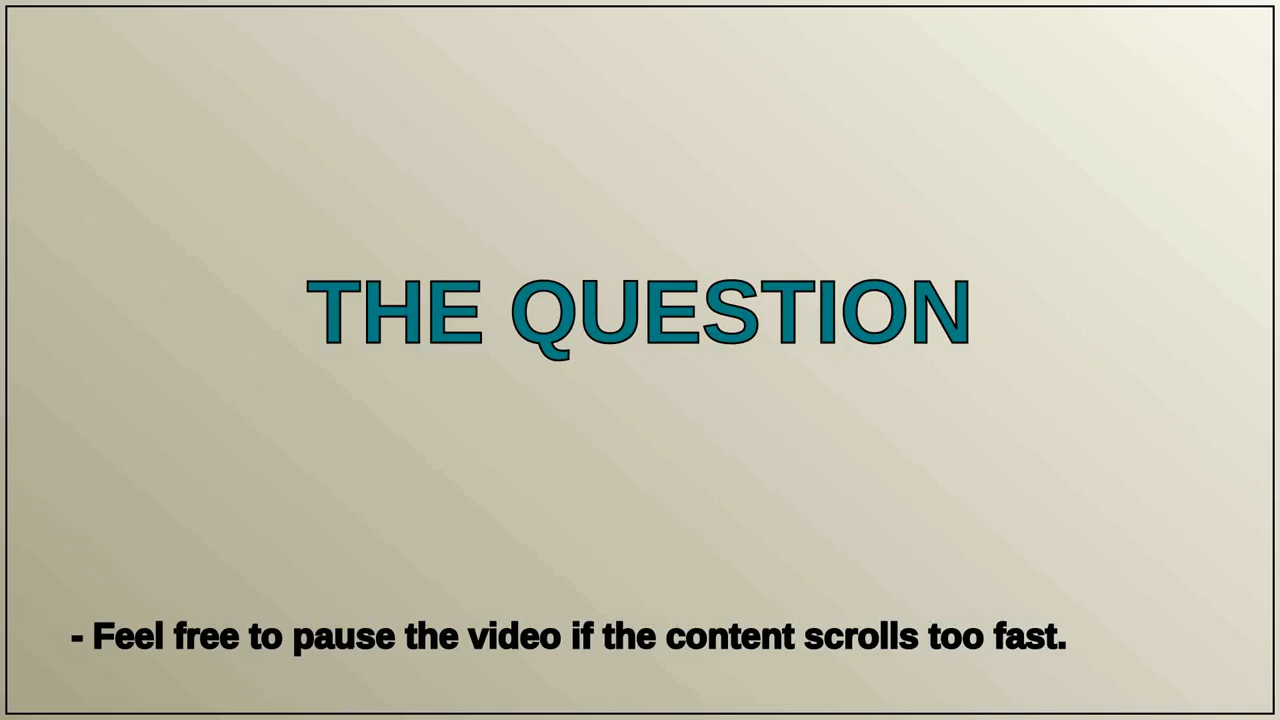 THE QUESTION
- Feel free to pause the video if the content scrolls too fast.